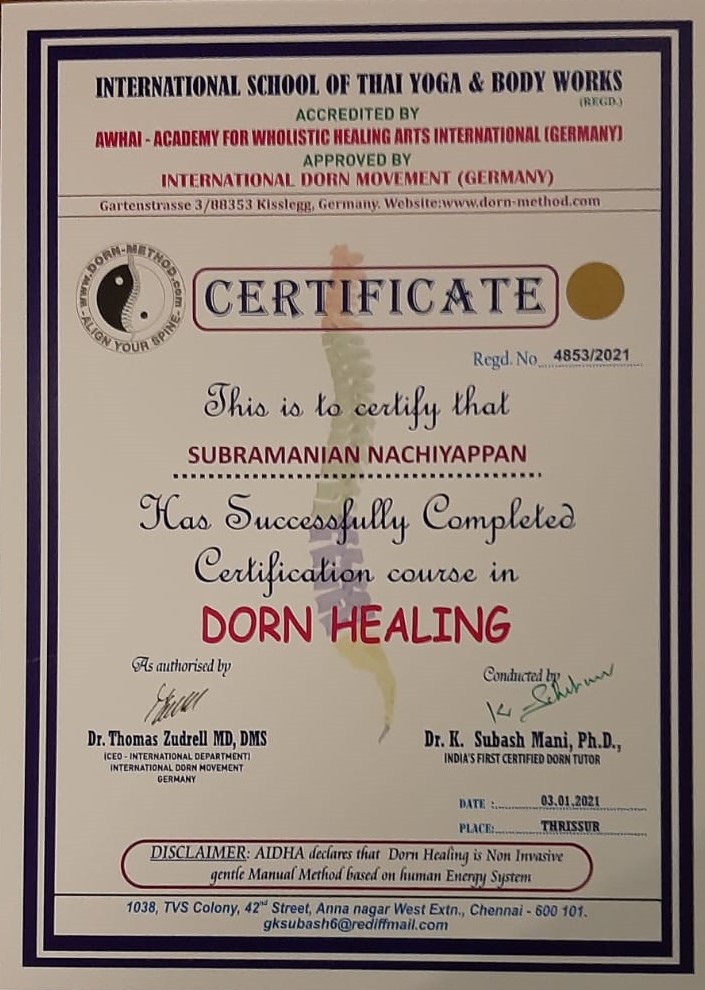 INTERNATIONAL SCHOOL OF THAI YOGA & BODY WORKS
(REGD.)
ACCREDITED BY
AWHAI - ACADEMY FOR WHOLISTIC HEALING ARTS INTERNATIONAL (GERMANY)
APPROVED BY
INTERNATIONAL DORN MOVEMENT (GERMANY)
Gartenstrasse 3/88353 Kisslegg, Germany. Website:www.dorn-method.com
www.DORN-METHOD.com
- ALIGN YOUR SPINE -
CERTIFICATE
Regd. No 4853/2021
This is to certify that
SUBRAMANIAN NACHIYAPPAN
Has Successfully Completed
Certification course in
DORN HEALING
As authorised by
Dr. Thomas Zudrell MD, DMS
(CEO - INTERNATIONAL DEPARTMENT)
INTERNATIONAL DORN MOVEMENT
GERMANY
Conducted by
Dr. K. Subash Mani, Ph.D.,
INDIA'S FIRST CERTIFIED DORN TUTOR
DATE : 03.01.2021
PLACE: THRISSUR
DISCLAIMER: AIDHA declares that Dorn Healing is Non Invasive
gentle Manual Method based on human Energy System
1038, TVS Colony, 42nd Street, Anna nagar West Extn., Chennai - 600 101.
gksubash6@rediffmail.com